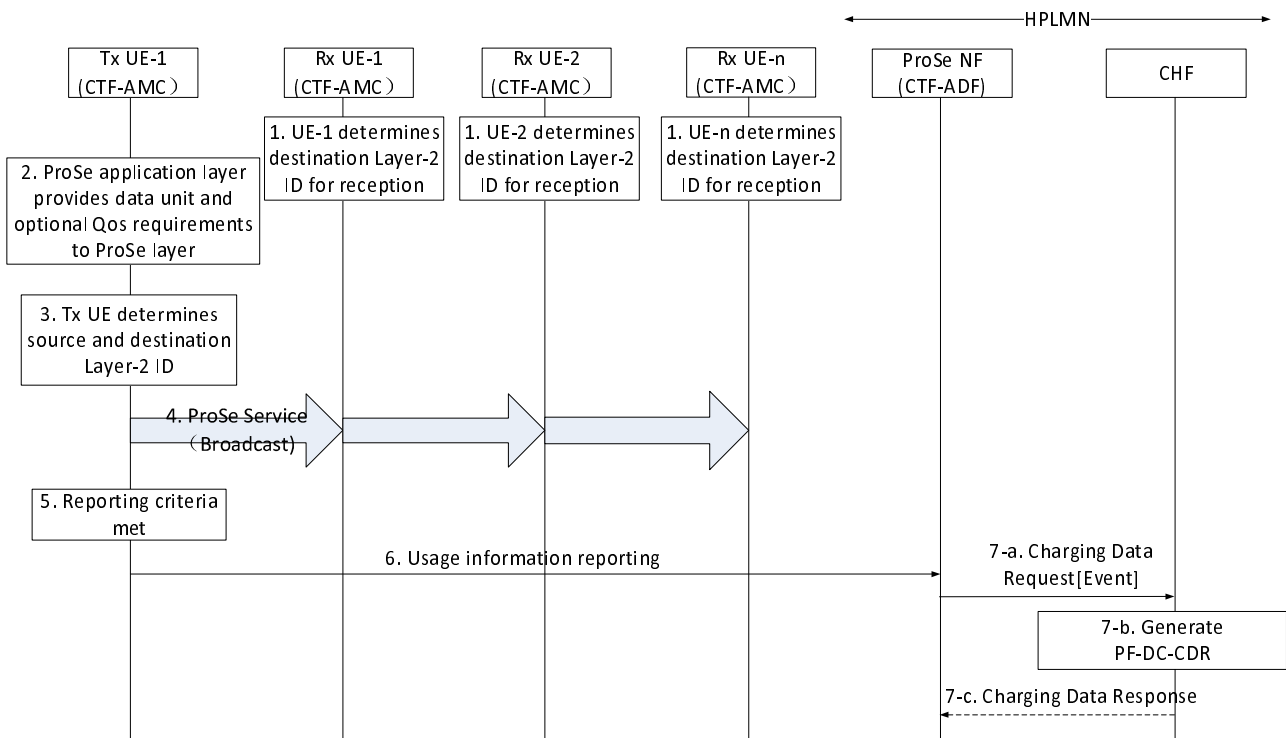 HPLMN
Tx UE-1
(CTF-AMC）
Rx UE-1
(CTF-AMC）
Rx UE-2
(CTF-AMC）
Rx UE-n
(CTF-AMC）
ProSe NF
(CTF-ADF)
CHF
1. UE-1 determines
destination Layer-2
ID for reception
1. UE-2 determines
destination Layer-2
ID for reception
1. UE-n determines
destination Layer-2
ID for reception
2. ProSe application layer
provides data unit and
optional Qos requirements
to ProSe layer
3. Tx UE determines
source and destination
Layer-2 ID
4. ProSe Service
（Broadcast)
5. Reporting criteria
met
6. Usage information reporting
7-a. Charging Data
Request[Event]
7-b. Generate
PF-DC-CDR
7-c. Charging Data Response